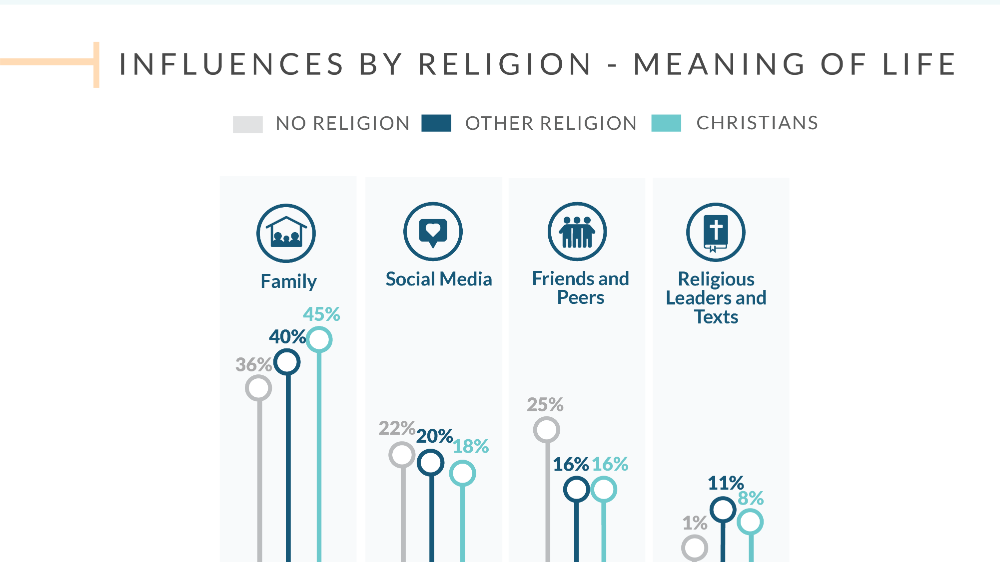 INFLUENCES BY RELIGION - MEANING OF LIFE
NO RELIGION
OTHER RELIGION
CHRISTIANS
Family
45%
40%
36%
Social Media
22%
20%
18%
Friends and
Peers
25%
16%
16%
Religious
Leaders and
Texts
11%
8%
1%